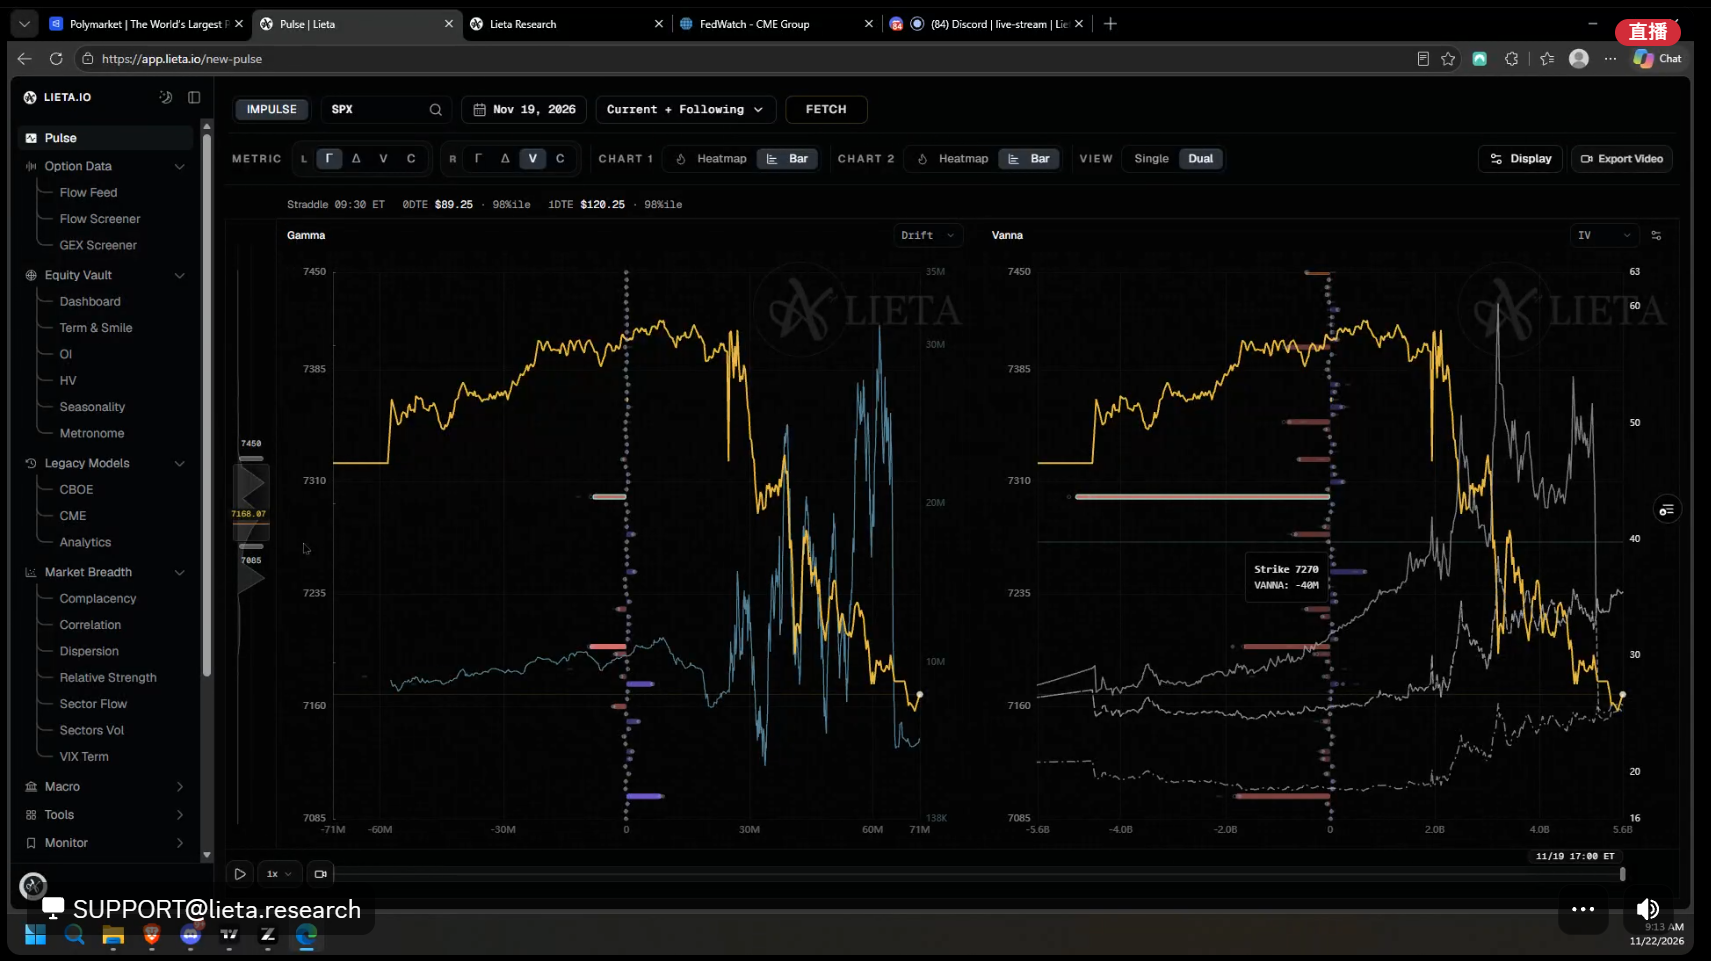 Polymarket | The World's Largest P
Pulse | Lieta
Lieta Research
FedWatch - CME Group
(84) Discord | live-stream | Lie
直播
https://app.lieta.io/new-pulse
Chat
LIETA.IO
IMPULSE
SPX
Nov 19, 2026
Current + Following
FETCH
Pulse
METRIC L Γ Δ V C
R Γ Δ V C
CHART 1 Heatmap Bar
CHART 2 Heatmap Bar
VIEW Single Dual
Display
Export Video
Straddle 09:30 ET 0DTE $89.25 · 98%ile 1DTE $120.25 · 98%ile
Option Data
Flow Feed
Flow Screener
GEX Screener
Equity Vault
Dashboard
Term & Smile
OI
HV
Seasonality
Metronome
Legacy Models
CBOE
CME
Analytics
Market Breadth
Complacency
Correlation
Dispersion
Relative Strength
Sector Flow
Sectors Vol
VIX Term
Macro
Tools
Monitor
7450
7168.07
7085
Gamma
Drift
LIETA
7450
7385
7310
7235
7160
7085
35M
30M
20M
10M
138K
-71M
-60M
-30M
0
30M
60M
71M
Vanna
IV
LIETA
7450
7385
7310
7235
7160
7085
Strike 7270
VANNA: -40M
63
60
50
40
30
20
16
-5.6B
-4.0B
-2.0B
0
2.0B
4.0B
5.6B
11/19 17:00 ET
1x
SUPPORT@lieta.research
9:13 AM
11/22/2026